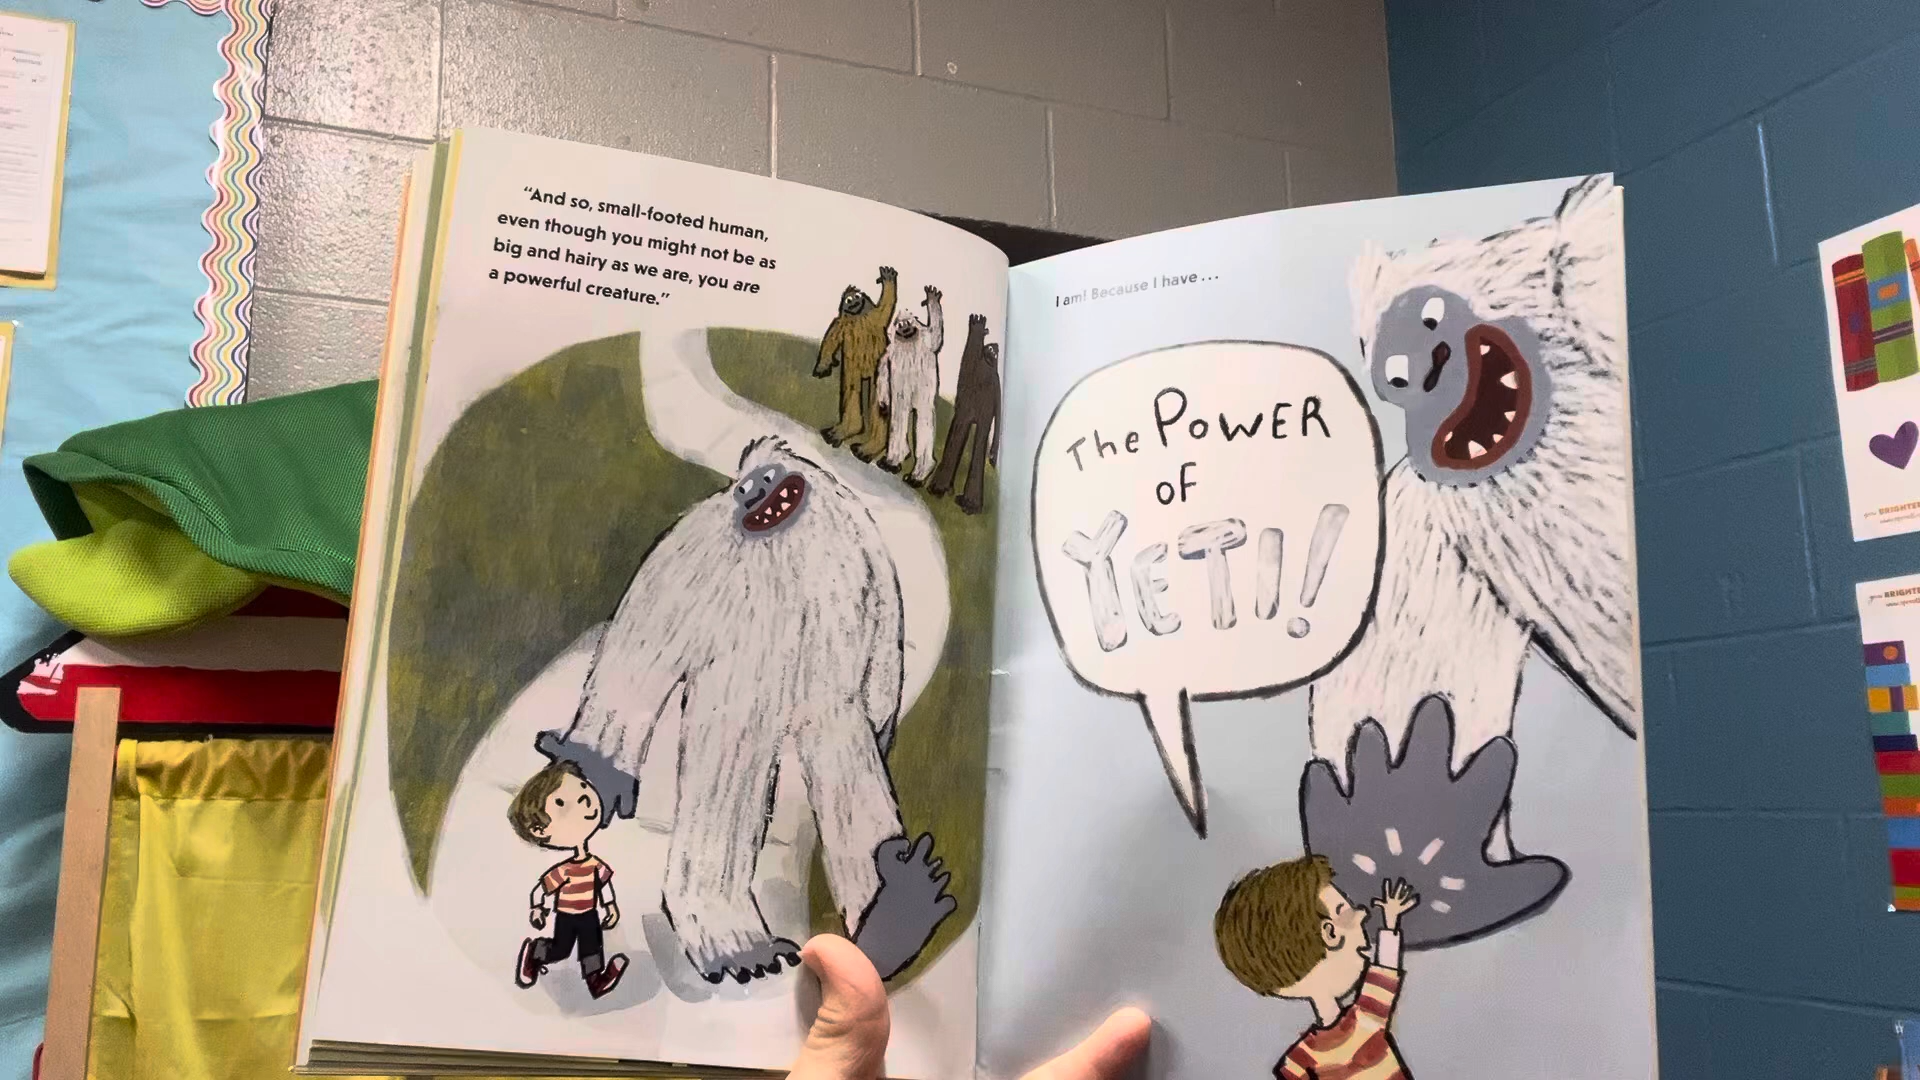 "And so, small-footed human,
even though you might not be as
big and hairy as we are, you are
a powerful creature."
I am! Because I have...
The POWER
OF
YETI!